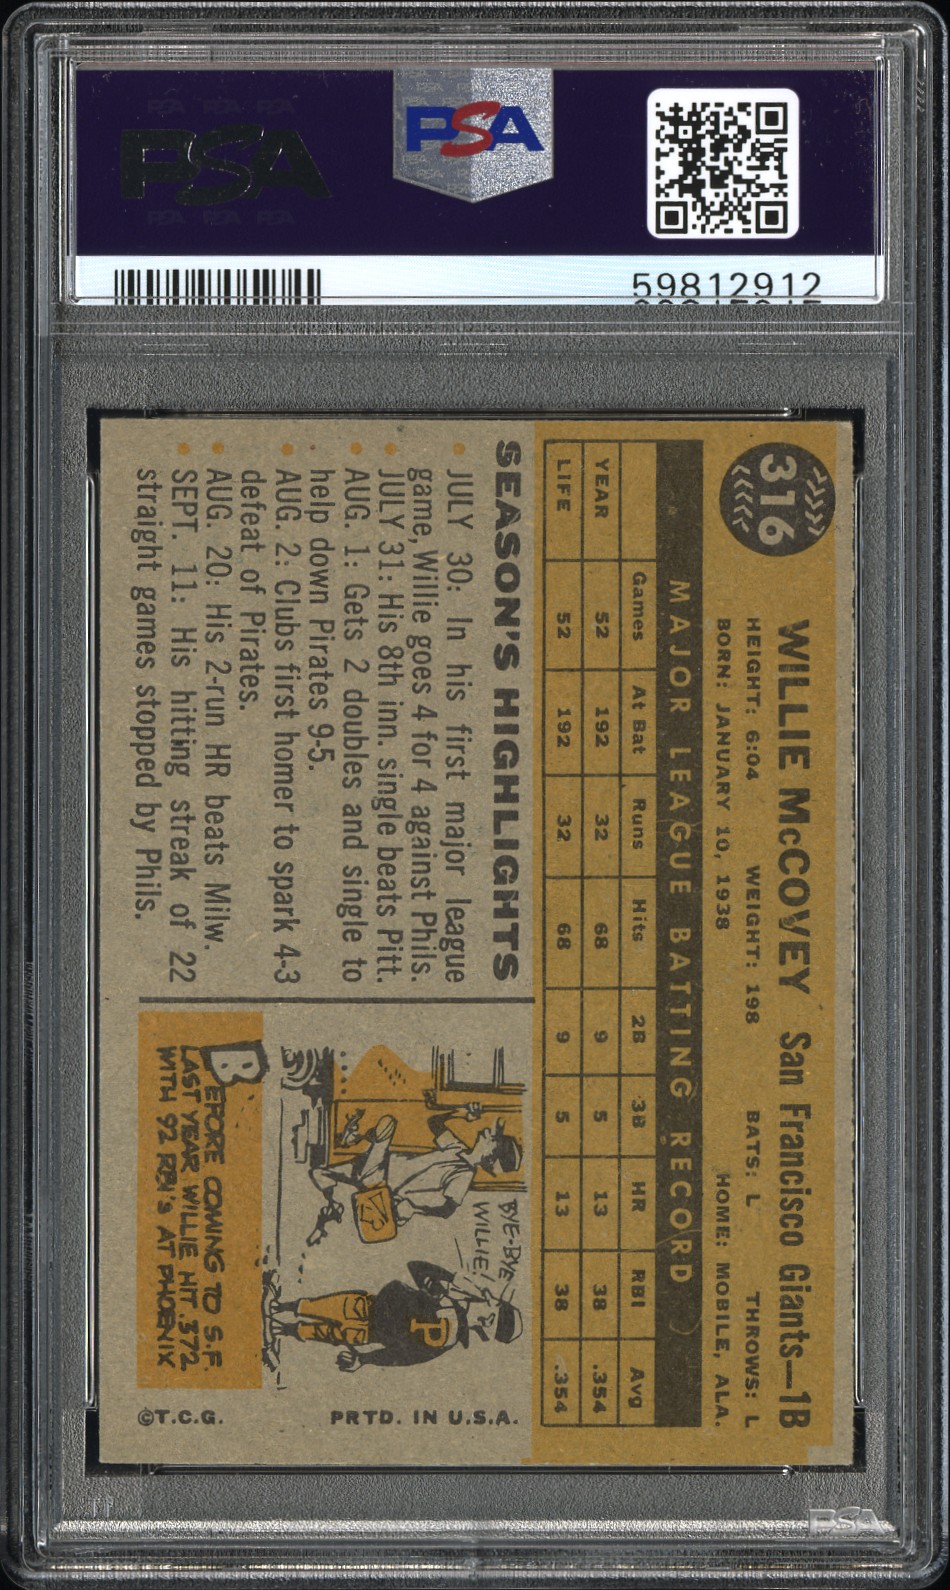 PSA
PSA
59812912
316
WILLIE McCOVEY San Francisco Giants—1B
HEIGHT: 6:04 WEIGHT: 198 BATS: L THROWS: L
BORN: JANUARY 10, 1938 HOME: MOBILE, ALA.
MAJOR LEAGUE BATTING RECORD
Games At Bat Runs Hits 2B 3B HR RBI Avg
YEAR 52 192 32 68 9 5 13 38 .354
LIFE 52 192 32 68 9 5 13 38 .354
SEASON'S HIGHLIGHTS
• JULY 30: In his first major league
game, Willie goes 4 for 4 against Phils.
• JULY 31: His 8th inn. single beats Pitt.
• AUG. 1: Gets 2 doubles and single to
help down Pirates 9-5.
• AUG. 2: Clubs first homer to spark 4-3
defeat of Pirates.
• AUG. 20: His 2-run HR beats Milw.
• SEPT. 11: His hitting streak of 22
straight games stopped by Phils.
BYE-BYE
WILLIE!
P
BEFORE COMING TO S.F.
LAST YEAR WILLIE HIT .372
WITH 92 RBI'S AT PHOENIX
©T.C.G. PRTD. IN U.S.A.
PSA